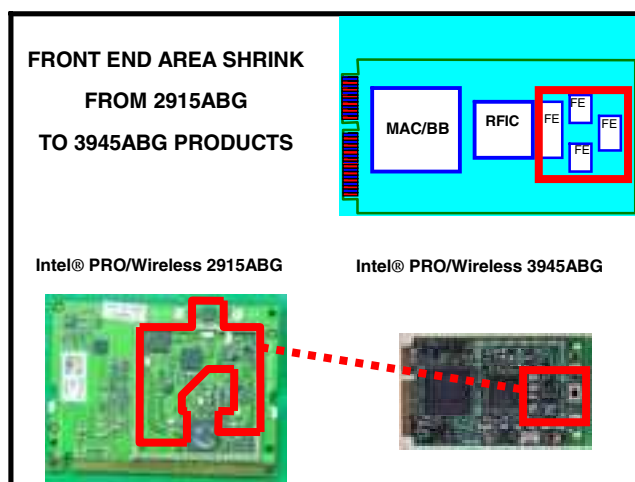 FRONT END AREA SHRINK
FROM 2915ABG
TO 3945ABG PRODUCTS
MAC/BB
RFIC
FE
FE
FE
FE
Intel® PRO/Wireless 2915ABG
Intel® PRO/Wireless 3945ABG